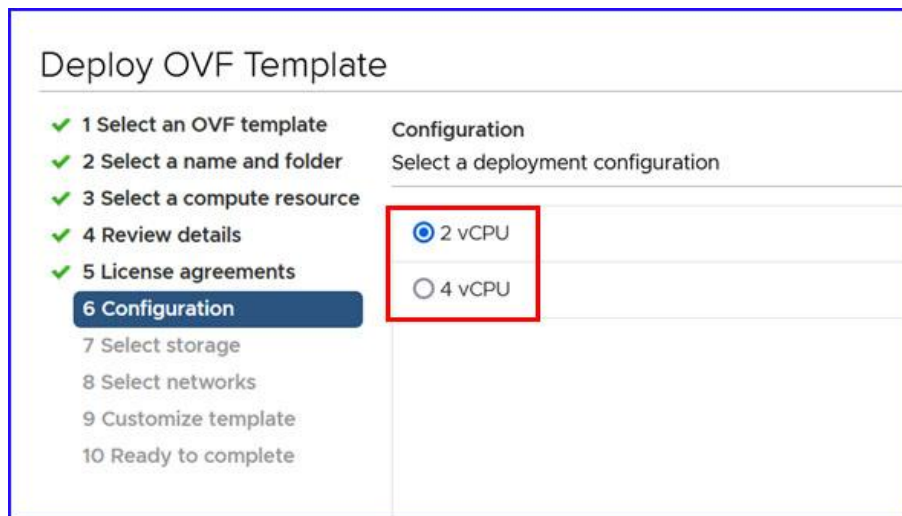 Deploy OVF Template
1 Select an OVF template
2 Select a name and folder
3 Select a compute resource
4 Review details
5 License agreements
6 Configuration
7 Select storage
8 Select networks
9 Customize template
10 Ready to complete
Configuration
Select a deployment configuration
2 vCPU
4 vCPU